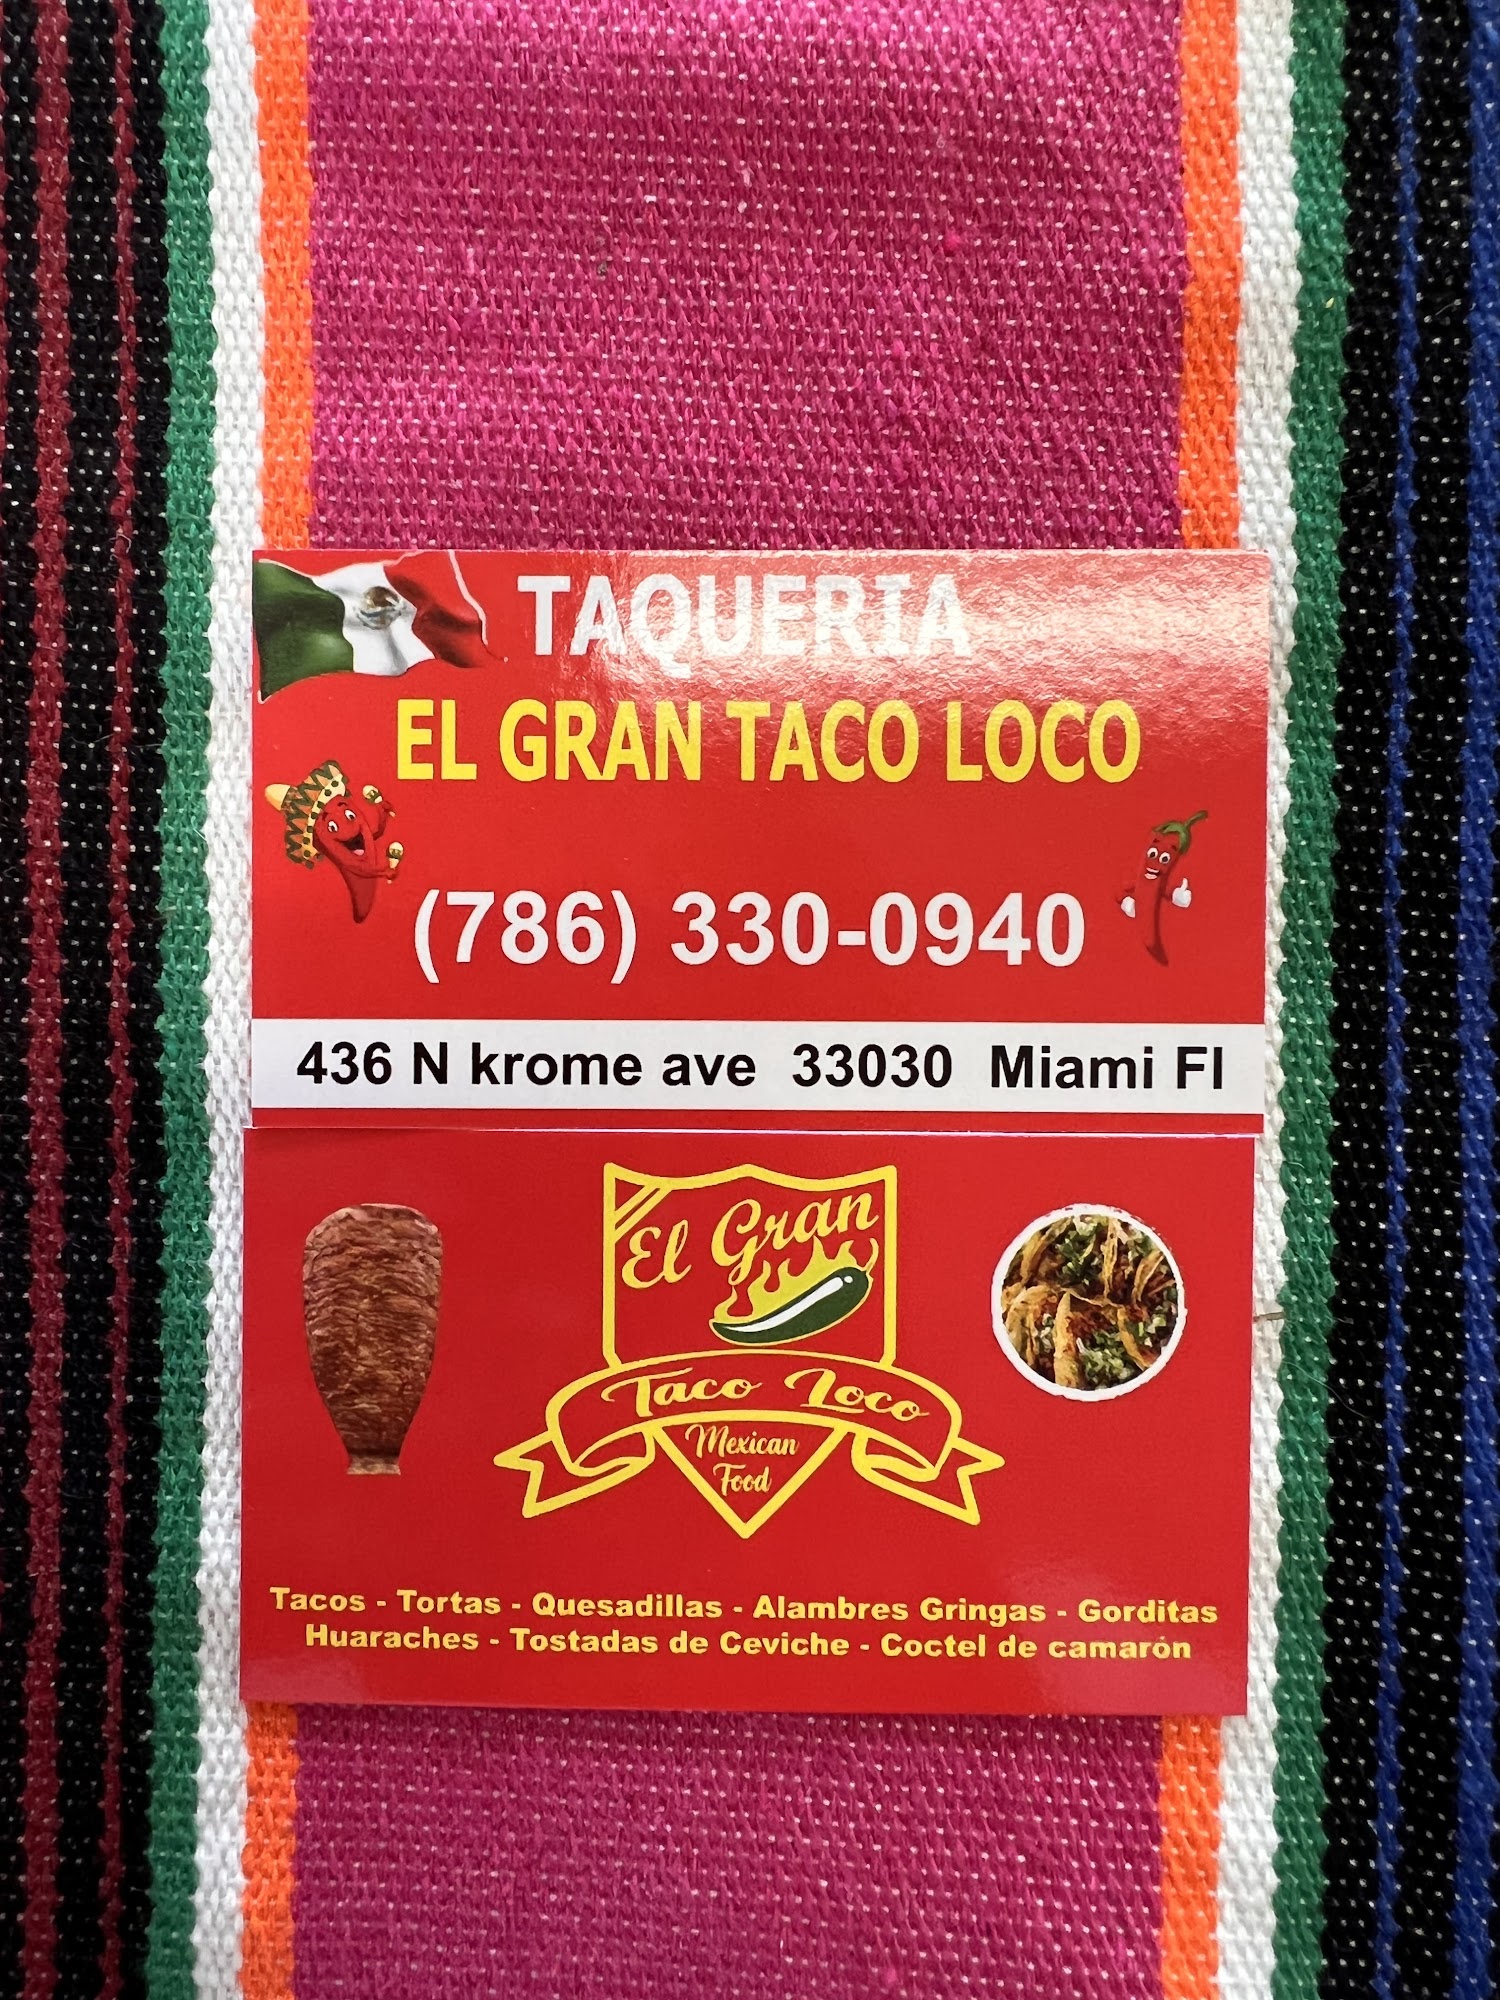 TAQUERIA
EL GRAN TACO LOCO
(786) 330-0940
436 N krome ave 33030 Miami Fl
El Gran
Taco Loco
Mexican
Food
Tacos - Tortas - Quesadillas - Alambres Gringas - Gorditas
Huaraches - Tostadas de Ceviche - Coctel de camarón